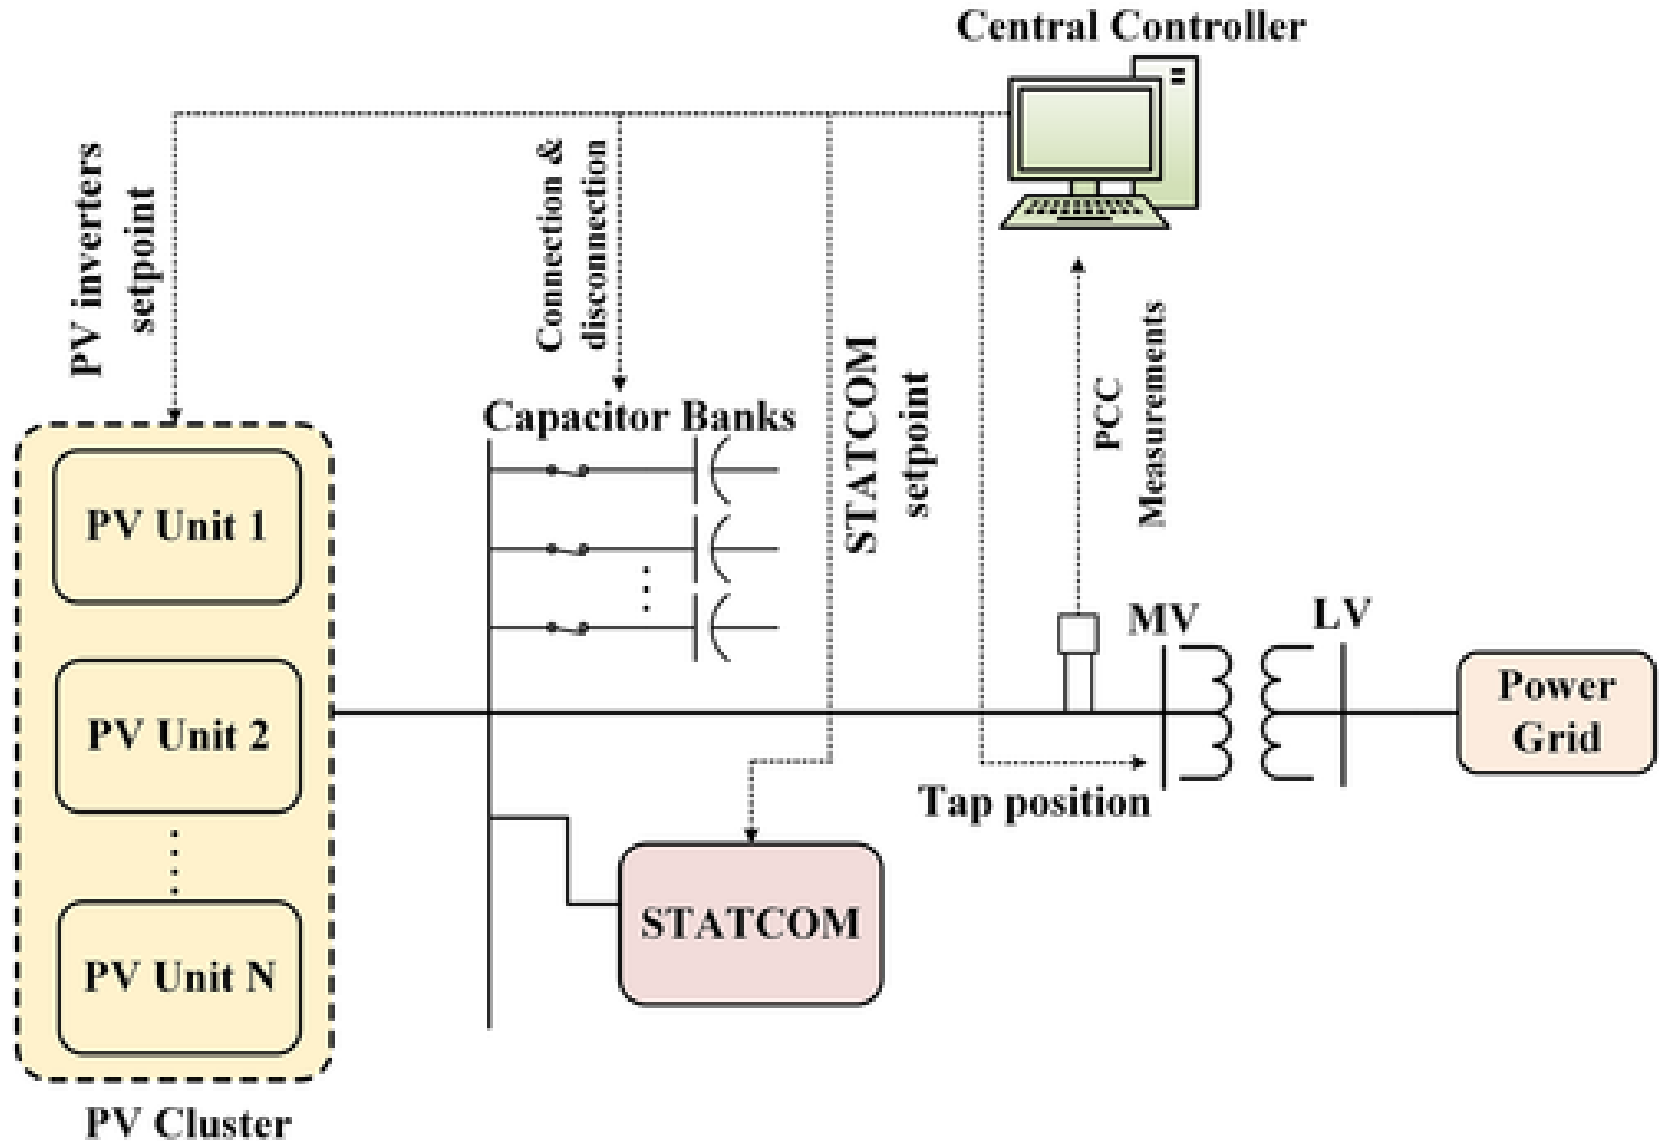 Central Controller
PV inverters
setpoint
Connection &
disconnection
Capacitor Banks
STATCOM
setpoint
PCC
Measurements
PV Unit 1
PV Unit 2
PV Unit N
PV Cluster
MV
LV
Power
Grid
Tap position
STATCOM